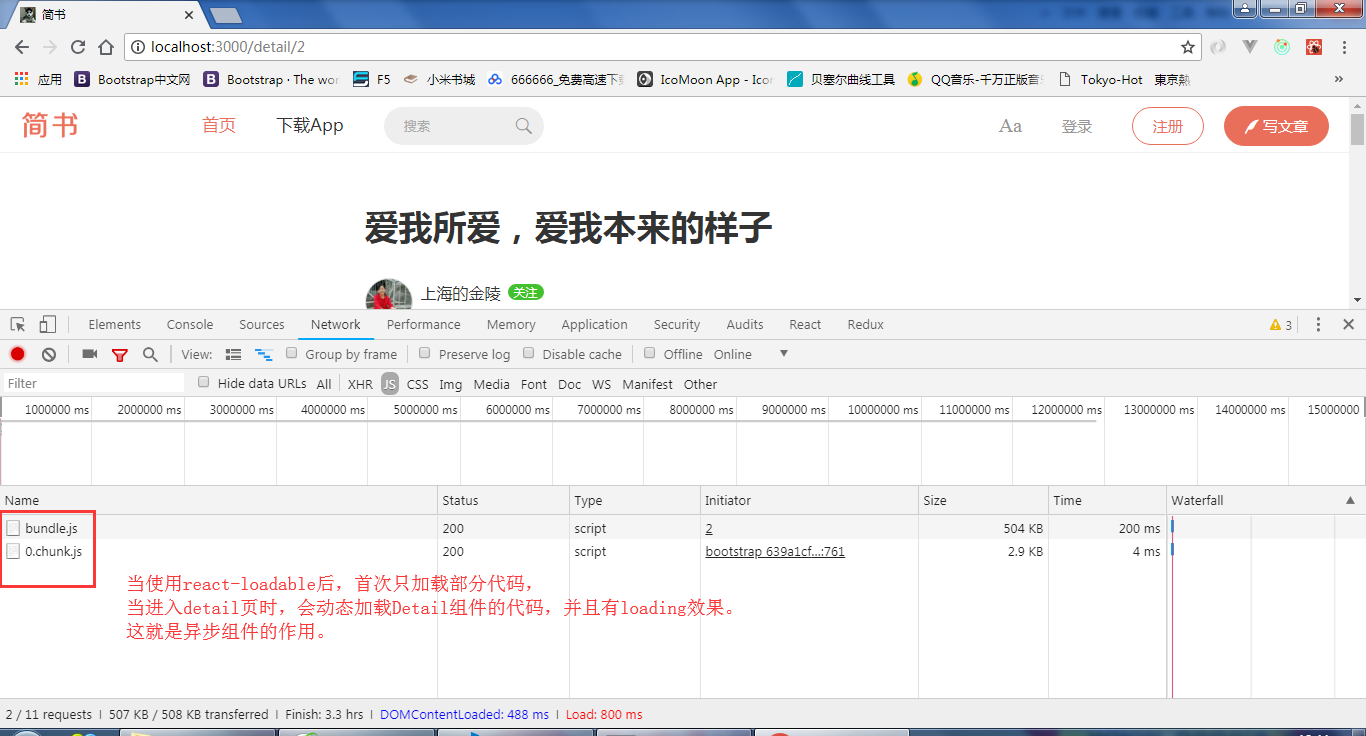 简书
localhost:3000/detail/2
应用 Bootstrap中文网 Bootstrap · The wor F5 小米书城 666666_免费高速下 IcoMoon App - Icon 贝塞尔曲线工具 QQ音乐-千万正版音 Tokyo-Hot 東京熱 »
简书 首页 下载App 搜索 Aa 登录 注册 写文章
爱我所爱，爱我本来的样子
上海的金陵 关注
Elements Console Sources Network Performance Memory Application Security Audits React Redux 3
View: Group by frame Preserve log Disable cache Offline Online
Filter Hide data URLs All XHR JS CSS Img Media Font Doc WS Manifest Other
1000000 ms 2000000 ms 3000000 ms 4000000 ms 5000000 ms 6000000 ms 7000000 ms 8000000 ms 9000000 ms 10000000 ms 11000000 ms 12000000 ms 13000000 ms 14000000 ms 15000000
Name Status Type Initiator Size Time Waterfall
bundle.js 200 script 2 504 KB 200 ms
0.chunk.js 200 script bootstrap 639a1cf…:761 2.9 KB 4 ms
当使用react-loadable后，首次只加载部分代码，
当进入detail页时，会动态加载Detail组件的代码，并且有loading效果。
这就是异步组件的作用。
2 / 11 requests | 507 KB / 508 KB transferred | Finish: 3.3 hrs | DOMContentLoaded: 488 ms | Load: 800 ms